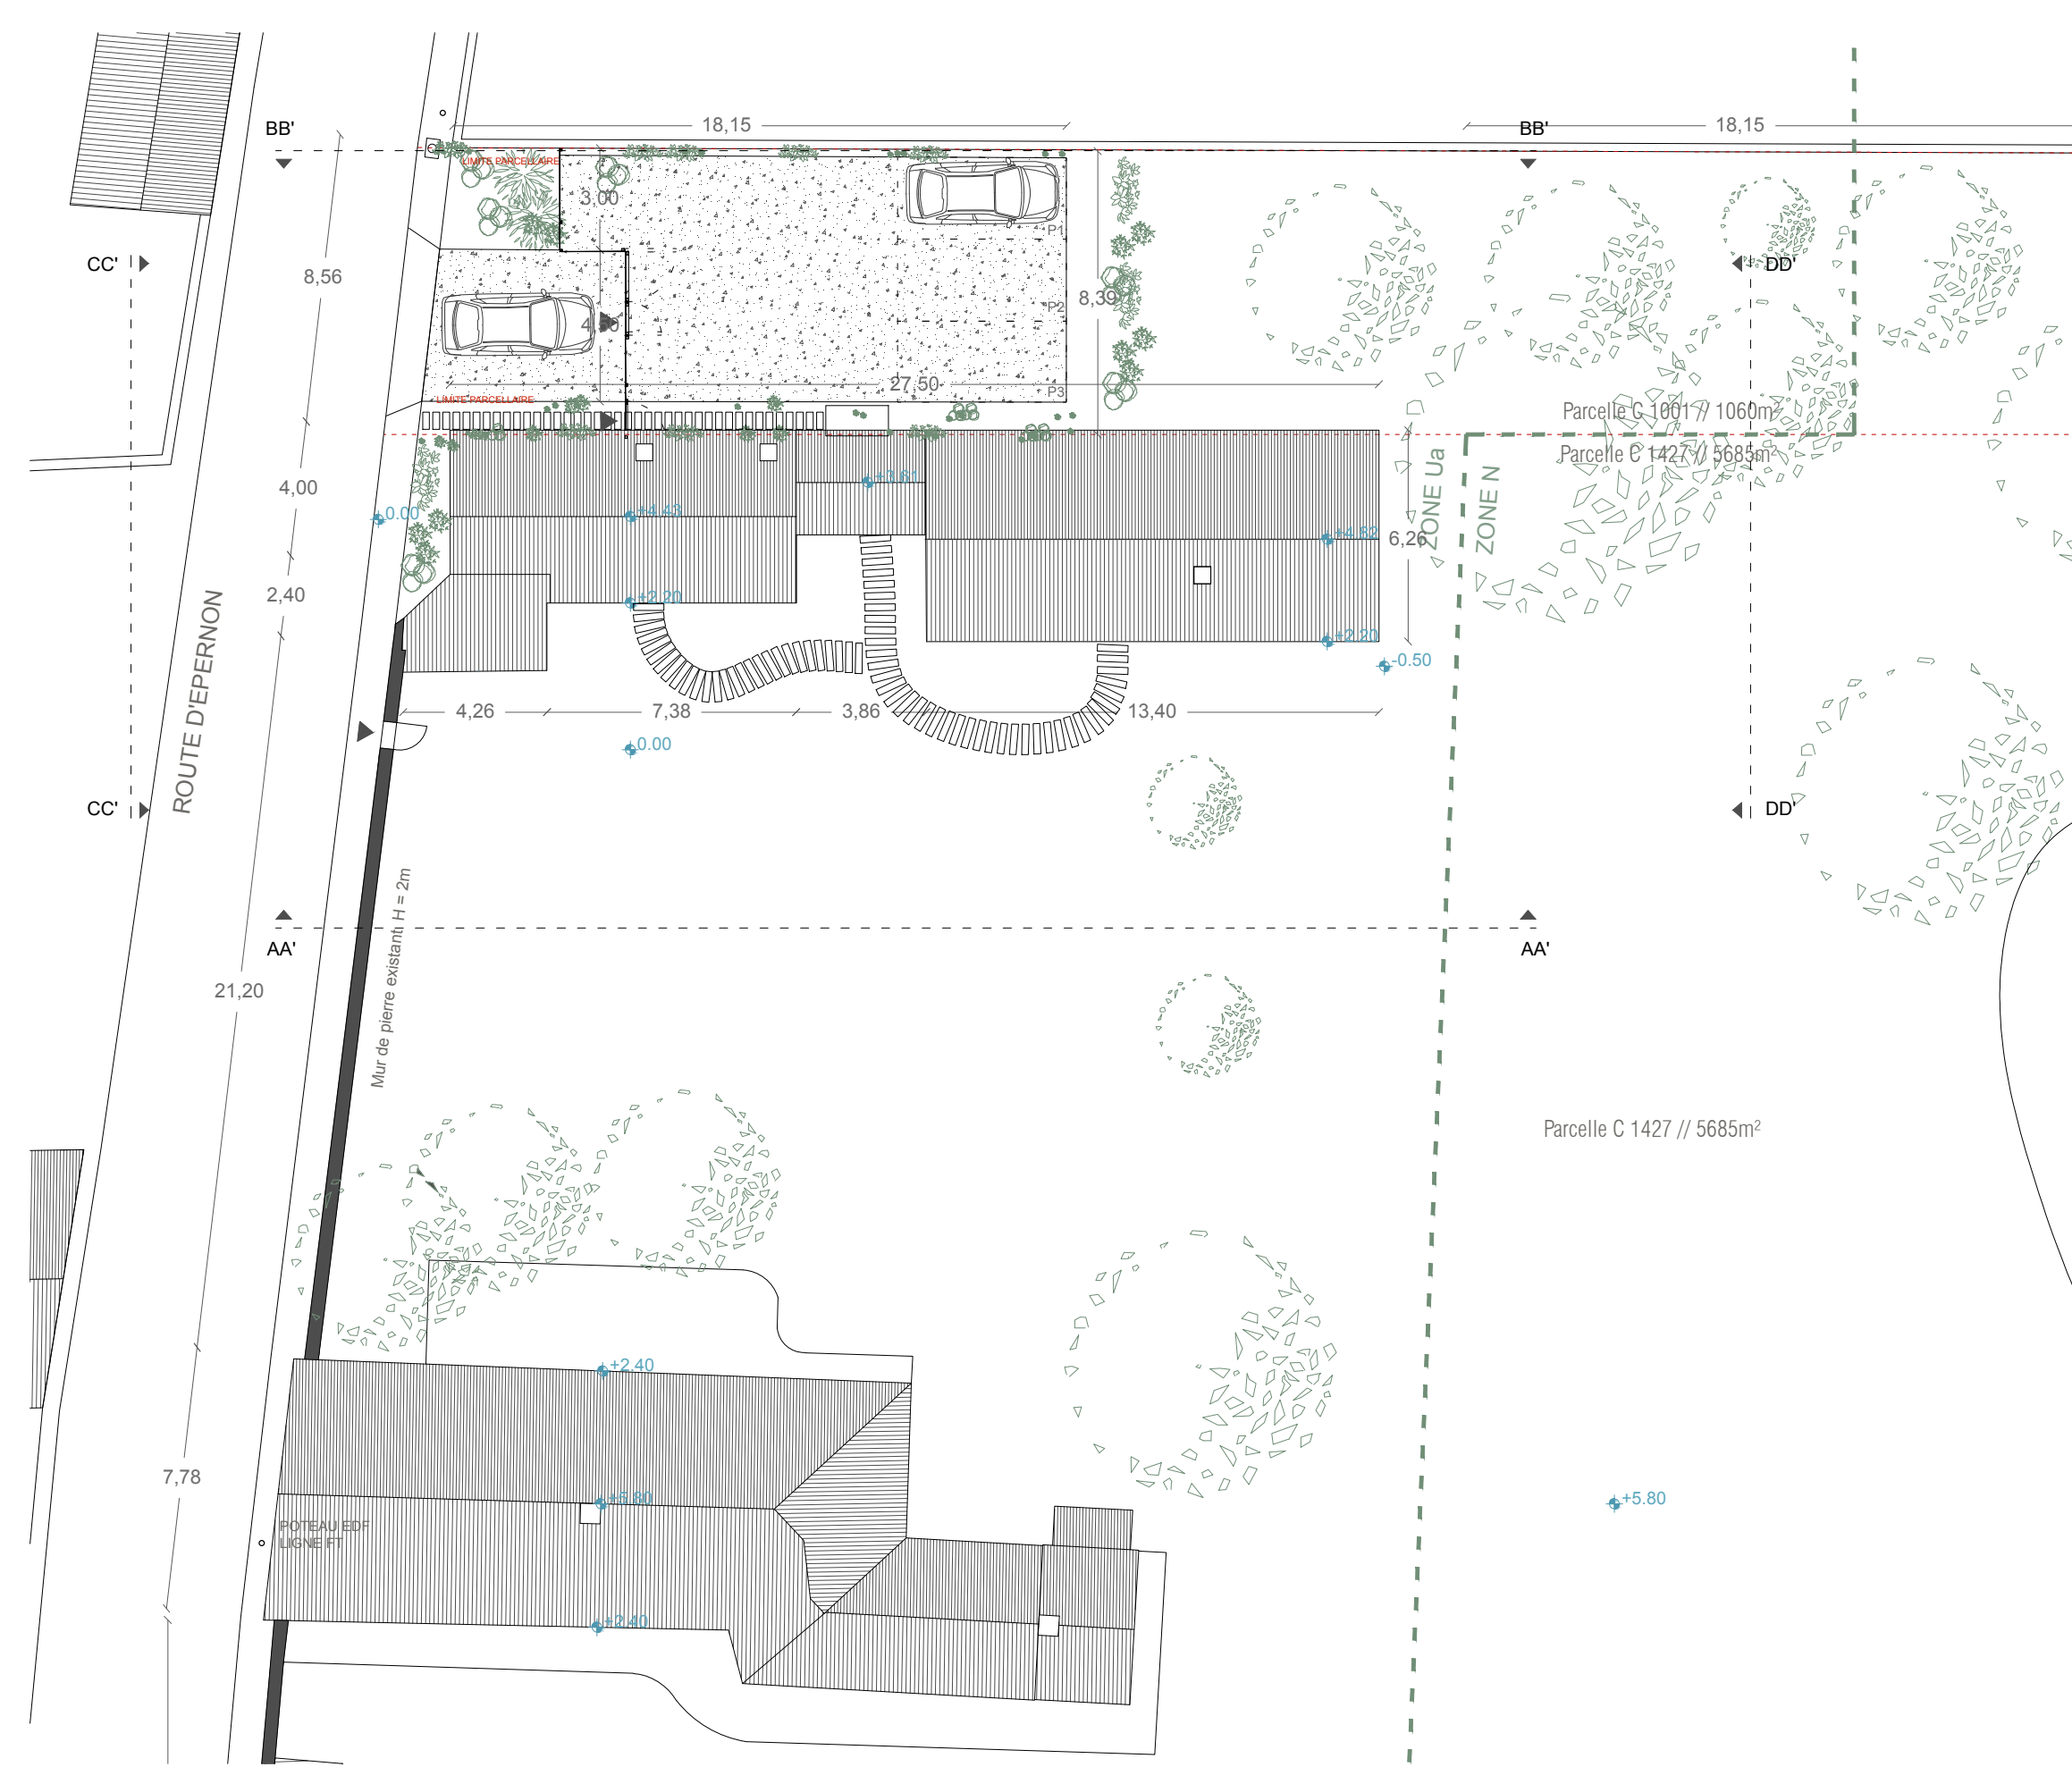 18,15
18,15
BB'
BB'
LIMITE PARCELLAIRE
3.00
P1
CC'
DD'
8,56
8,39
P2
4.50
27,50
P3
LIMITE PARCELLAIRE
Parcelle C 1001 // 1060m²
Parcelle C 1427 // 5685m²
ZONE Ua
ZONE N
+3.61
4,00
0.00
+4.43
+4.52
6,26
2,40
+2.20
+2.20
-0.50
ROUTE D'EPERNON
4,26
7,38
3,86
13,40
0.00
CC'
DD'
Mur de pierre existant H = 2m
AA'
AA'
21,20
Parcelle C 1427 // 5685m²
+2.40
7,78
+5.80
+5.80
POTEAU EDF
LIGNE FT
+2.40